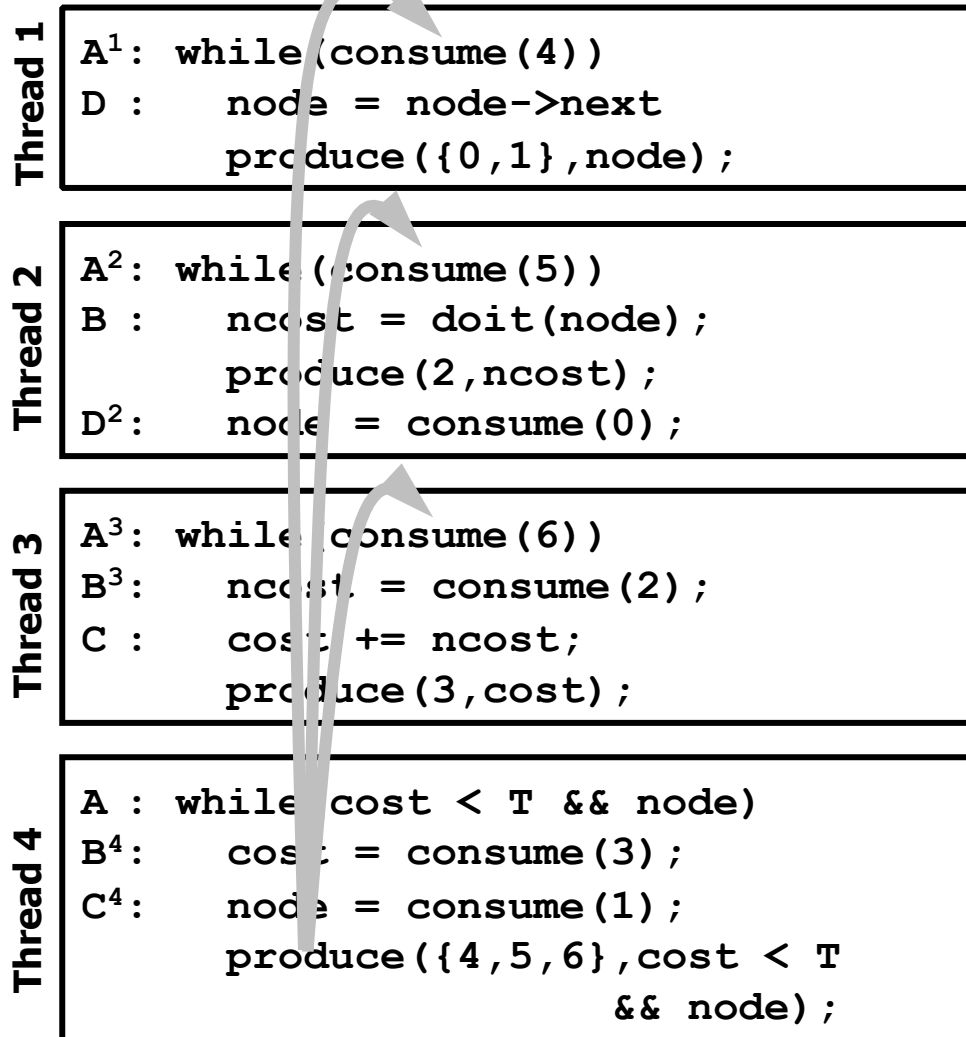 Thread 1
A¹: while(consume(4))
D :   node = node->next
      produce({0,1},node);
Thread 2
A²: while(consume(5))
B :   ncost = doit(node);
      produce(2,ncost);
D²:   node = consume(0);
Thread 3
A³: while(consume(6))
B³:   ncost = consume(2);
C :   cost += ncost;
      produce(3,cost);
Thread 4
A : while(cost < T && node)
B⁴:   cost = consume(3);
C⁴:   node = consume(1);
      produce({4,5,6},cost < T
                      && node);